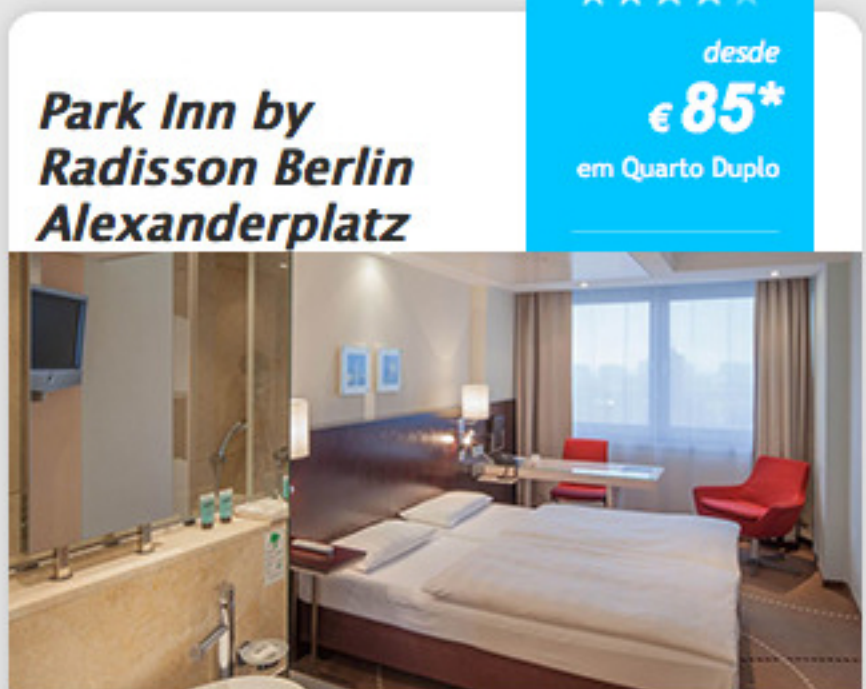 Park Inn by
Radisson Berlin
Alexanderplatz
desde
€ 85*
em Quarto Duplo